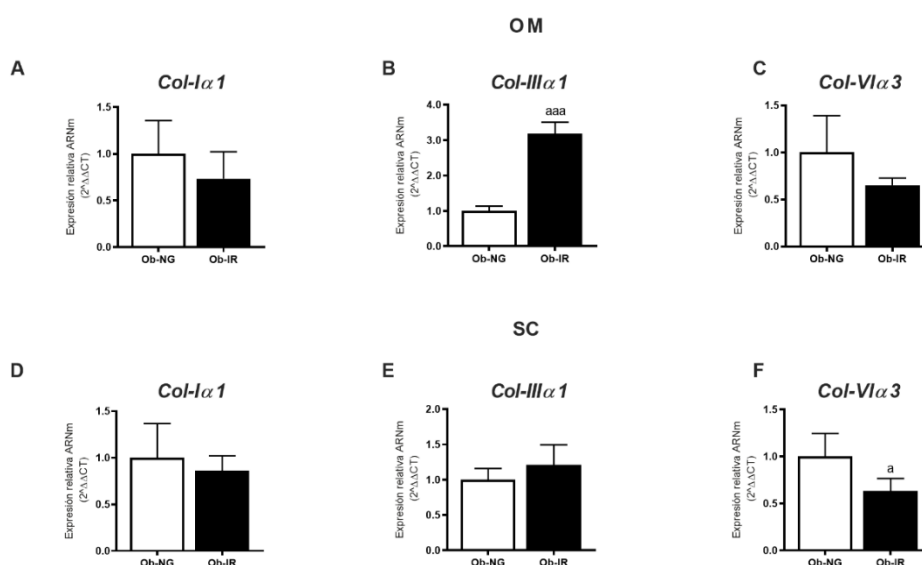 OM
A
Col-Iα1
Expresión relativa ARNm
(2^ΔΔCT)
1.5
1.0
0.5
0.0
Ob-NG Ob-IR
B
Col-IIIα1
Expresión relativa ARNm
(2^ΔΔCT)
4.0
3.0
2.0
1.0
0.0
aaa
Ob-NG Ob-IR
C
Col-VIα3
Expresión relativa ARNm
(2^ΔΔCT)
1.5
1.0
0.5
0.0
Ob-NG Ob-IR
SC
D
Col-Iα1
Expresión relativa ARNm
(2^ΔΔCT)
1.5
1.0
0.5
0.0
Ob-NG Ob-IR
E
Col-IIIα1
Expresión relativa ARNm
(2^ΔΔCT)
2.0
1.5
1.0
0.5
0.0
Ob-NG Ob-IR
F
Col-VIα3
Expresión relativa ARNm
(2^ΔΔCT)
1.5
1.0
0.5
0.0
a
Ob-NG Ob-IR